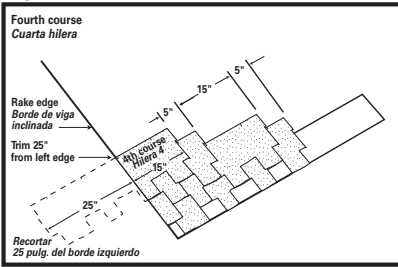 Fourth course
Cuarta hilera
5"
15"
5"
Rake edge
Borde de viga
inclinada
Trim 25"
from left edge
4th course
Hilera 4
15"
25"
Recortar
25 pulg. del borde izquierdo